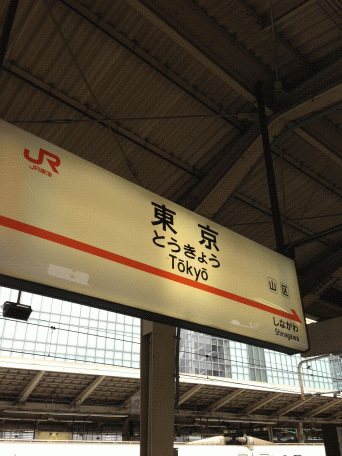 JR
JR東海
東京
とうきょう
Tōkyō
山 区
しながわ
Shinagawa